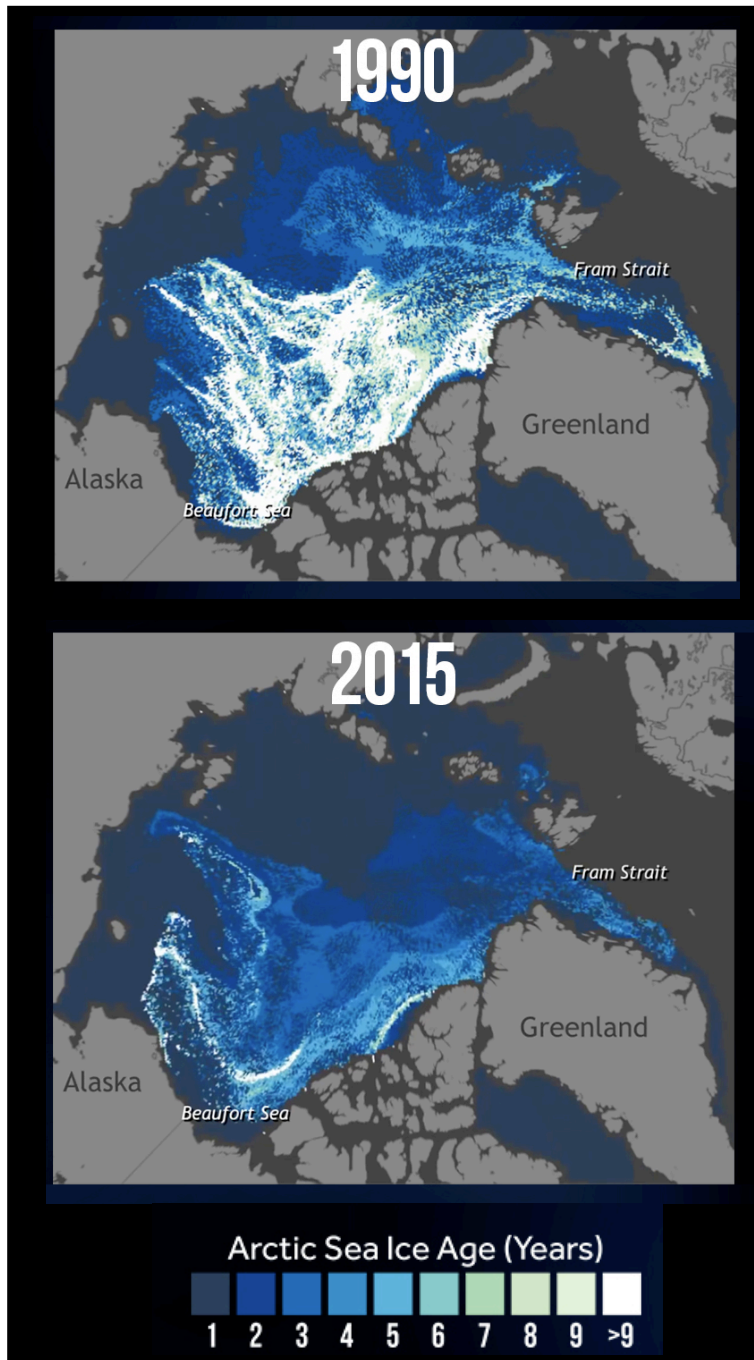 1990
Fram Strait
Greenland
Alaska
Beaufort Sea
2015
Fram Strait
Greenland
Alaska
Beaufort Sea
Arctic Sea Ice Age (Years)
1 2 3 4 5 6 7 8 9 >9